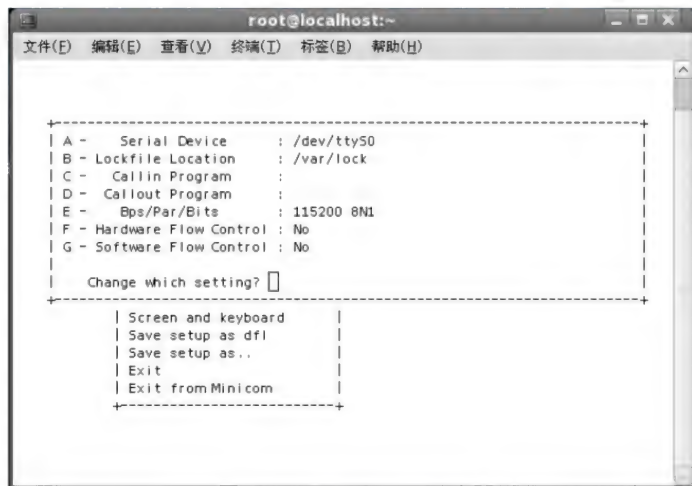 root@localhost:~
文件(F) 编辑(E) 查看(V) 终端(T) 标签(B) 帮助(H)
A - Serial Device : /dev/ttyS0
B - Lockfile Location : /var/lock
C - Callin Program :
D - Callout Program :
E - Bps/Par/Bits : 115200 8N1
F - Hardware Flow Control : No
G - Software Flow Control : No
Change which setting?
Screen and keyboard
Save setup as dfl
Save setup as..
Exit
Exit from Minicom